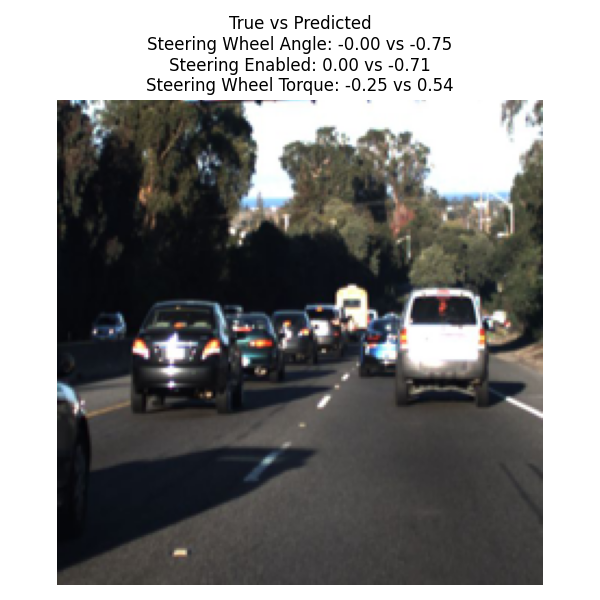 True vs Predicted
Steering Wheel Angle: -0.00 vs -0.75
Steering Enabled: 0.00 vs -0.71
Steering Wheel Torque: -0.25 vs 0.54